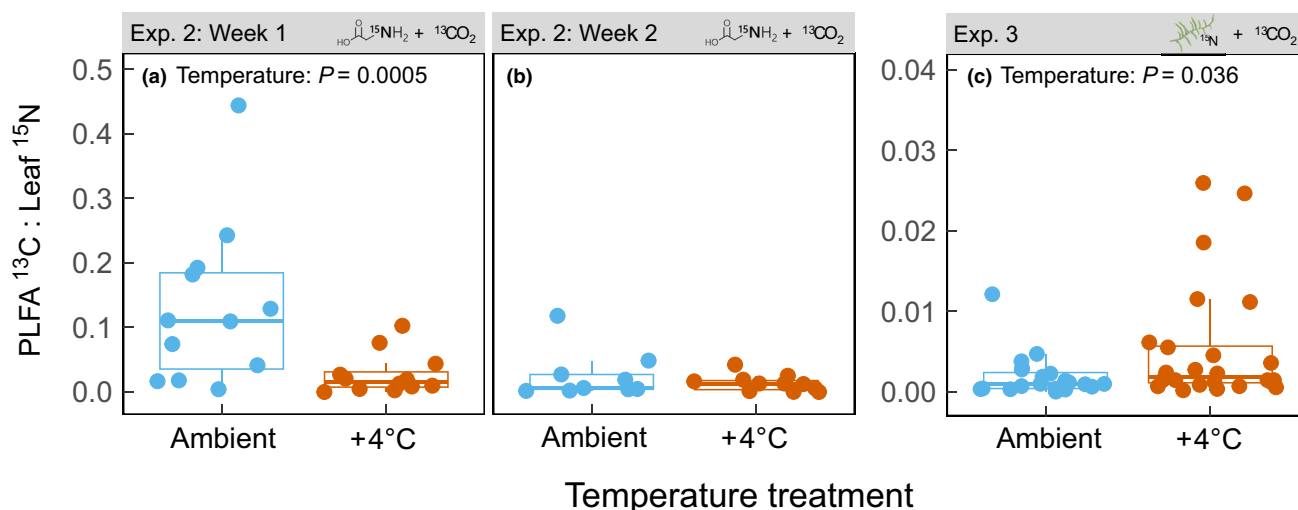 Exp. 2: Week 1
O
HO
¹⁵NH₂ + ¹³CO₂
Exp. 2: Week 2
O
HO
¹⁵NH₂ + ¹³CO₂
Exp. 3
¹⁵N + ¹³CO₂
PLFA ¹³C : Leaf ¹⁵N
0.5
0.4
0.3
0.2
0.1
0.0
(a) Temperature: P = 0.0005
(b)
0.04
0.03
0.02
0.01
0.00
(c) Temperature: P = 0.036
Ambient +4°C
Ambient +4°C
Ambient +4°C
Temperature treatment